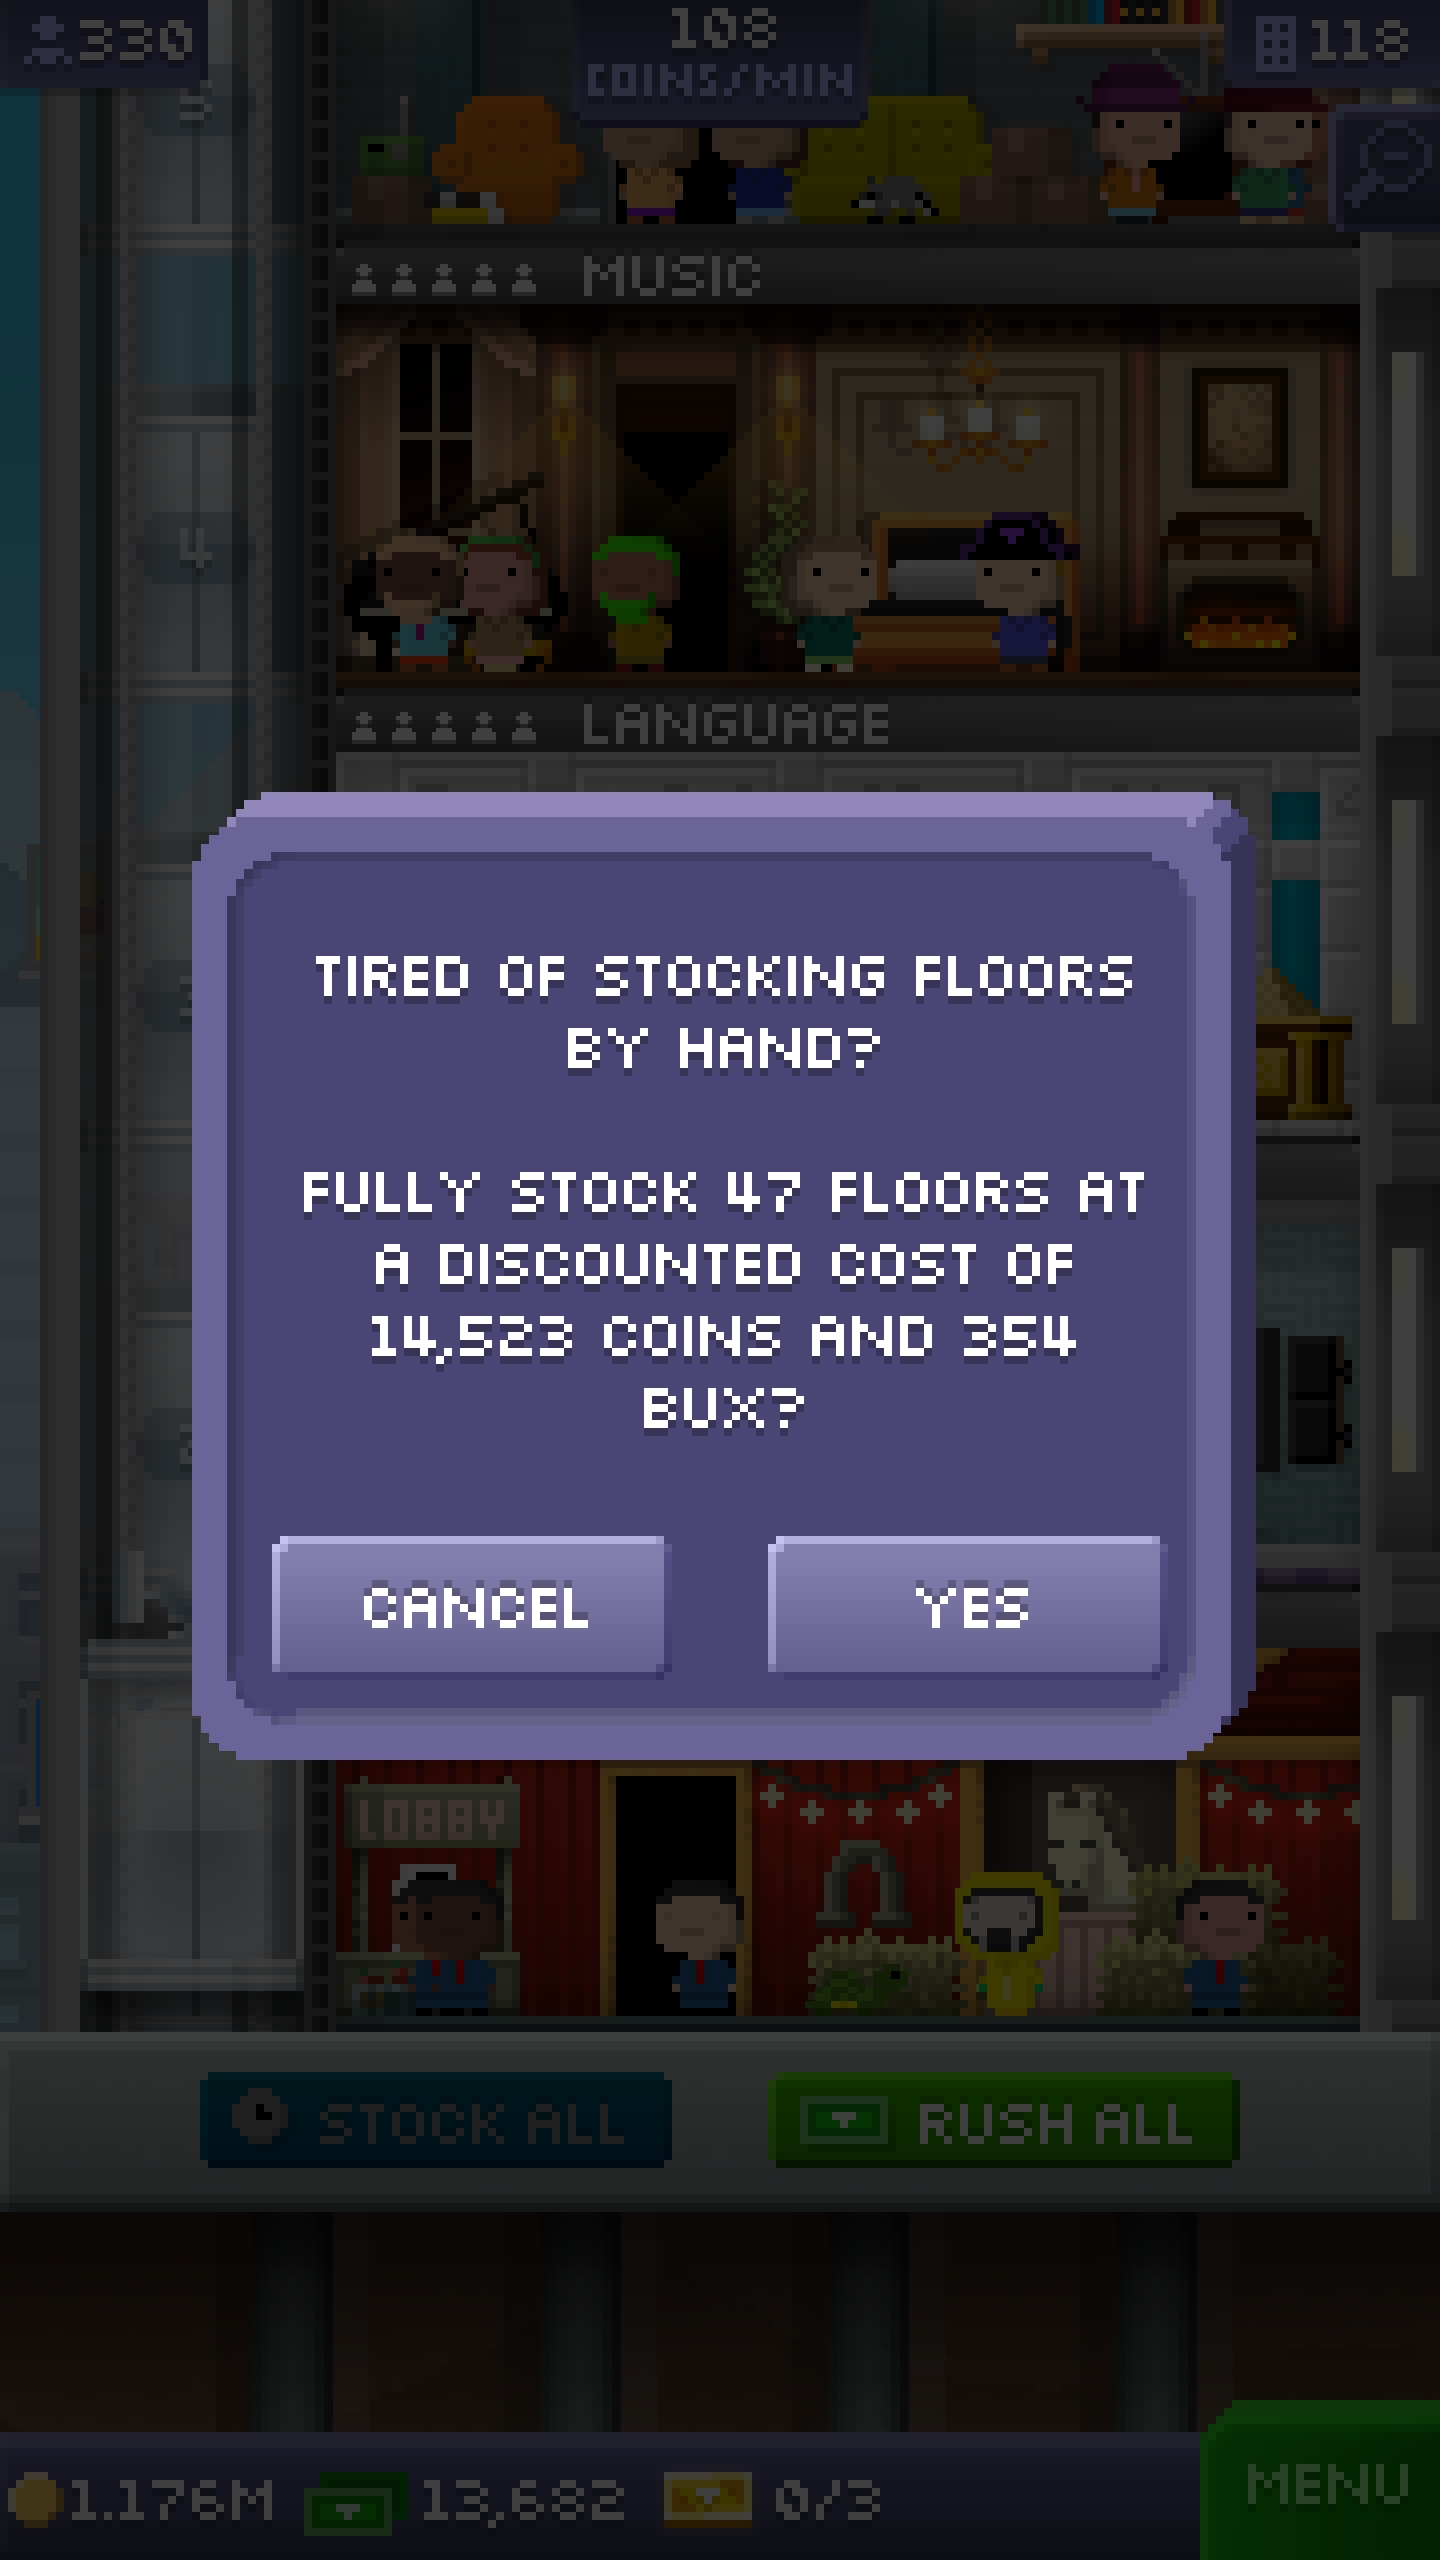 330
108
COINS/MIN
118
5
MUSIC
4
LANGUAGE
TIRED OF STOCKING FLOORS
BY HAND?
FULLY STOCK 47 FLOORS AT
A DISCOUNTED COST OF
14,523 COINS AND 354
BUX?
CANCEL
YES
LOBBY
STOCK ALL
RUSH ALL
1.176M
13,682
0/3
MENU